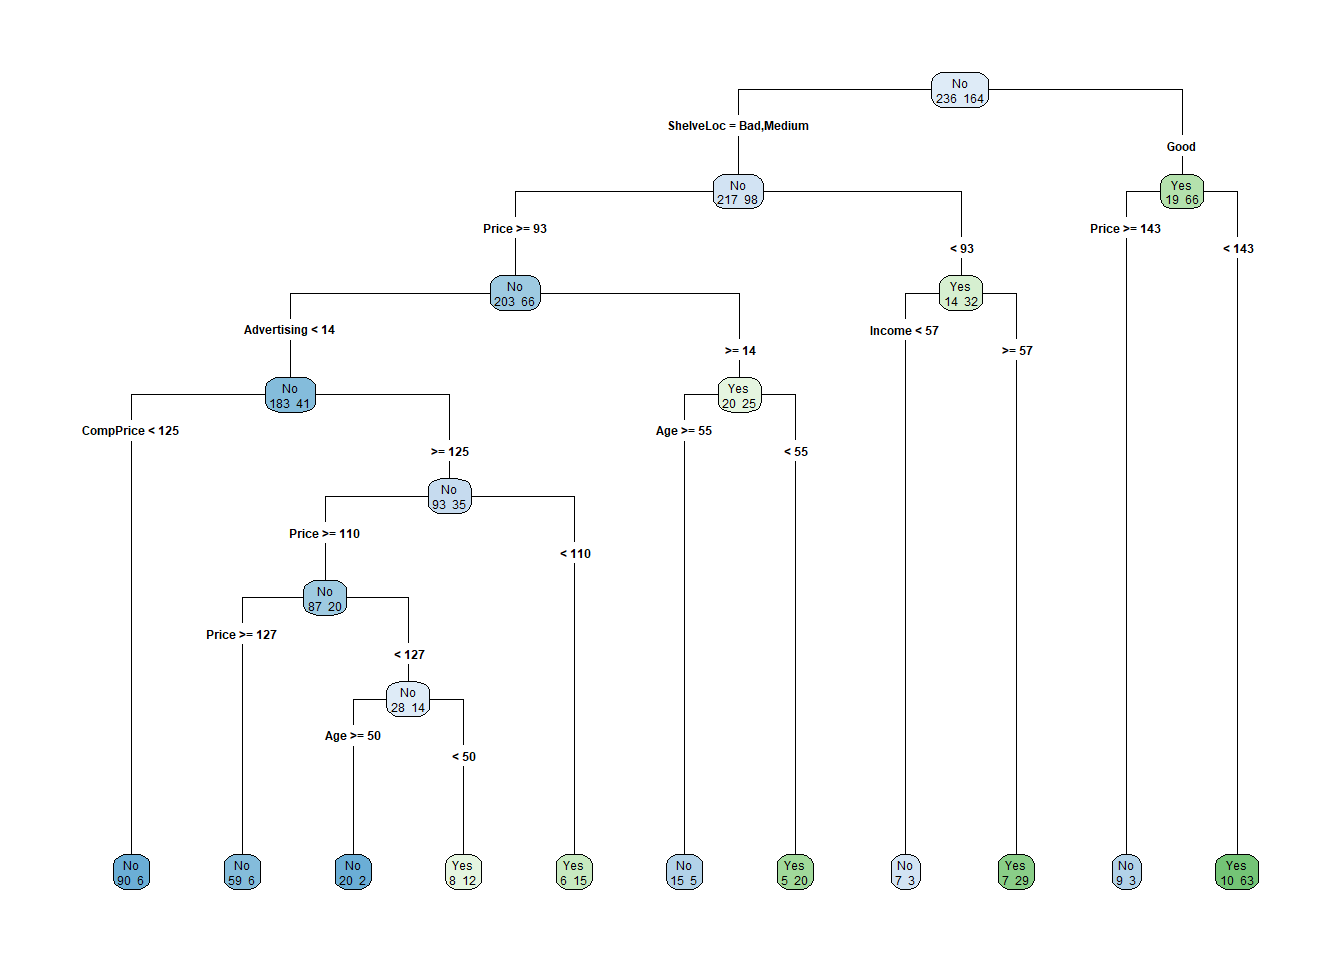 No
236 164
ShelveLoc = Bad,Medium
Good
No
217 98
Yes
19 66
Price >= 93
< 93
Price >= 143
< 143
No
203 66
Yes
14 32
Advertising < 14
>= 14
Income < 57
>= 57
No
183 41
Yes
20 25
CompPrice < 125
>= 125
Age >= 55
< 55
No
93 35
Price >= 110
< 110
No
87 20
Price >= 127
< 127
No
28 14
Age >= 50
< 50
No
90 6
No
59 6
No
20 2
Yes
8 12
Yes
6 15
No
15 5
Yes
5 20
No
7 3
Yes
7 29
No
9 3
Yes
10 63